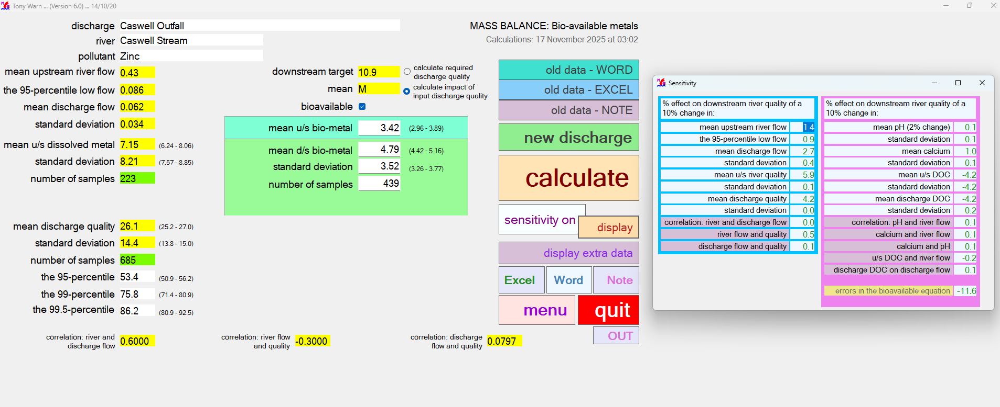 Tony Warn ... (Version 6.0) ... 14/10/20
discharge Caswell Outfall
river Caswell Stream
pollutant Zinc
MASS BALANCE: Bio-available metals
Calculations: 17 November 2025 at 03:02
mean upstream river flow 0.43
the 95-percentile low flow 0.086
mean discharge flow 0.062
standard deviation 0.034
mean u/s dissolved metal 7.15 (6.24 - 8.06)
standard deviation 8.21 (7.57 - 8.85)
number of samples 223
downstream target 10.9
mean M
bioavailable
calculate required
discharge quality
calculate impact of
input discharge quality
mean u/s bio-metal 3.42 (2.96 - 3.89)
mean d/s bio-metal 4.79 (4.42 - 5.16)
standard deviation 3.52 (3.26 - 3.77)
number of samples 439
mean discharge quality 26.1 (25.2 - 27.0)
standard deviation 14.4 (13.8 - 15.0)
number of samples 685
the 95-percentile 53.4 (50.9 - 56.2)
the 99-percentile 75.8 (71.4 - 80.9)
the 99.5-percentile 86.2 (80.9 - 92.5)
correlation: river and
discharge flow 0.6000
correlation: river flow
and quality -0.3000
correlation: discharge
flow and quality 0.0797
old data - WORD
old data - EXCEL
old data - NOTE
new discharge
calculate
sensitivity on
display
display extra data
Excel Word Note
menu quit
OUT
Sensitivity
% effect on downstream river quality of a
10% change in:
mean upstream river flow 1.4
the 95-percentile low flow 0.9
mean discharge flow 2.7
standard deviation 0.4
mean u/s river quality 5.9
standard deviation 0.1
mean discharge quality 4.2
standard deviation 0.0
correlation: river and discharge flow 0.0
river flow and quality 0.5
discharge flow and quality 0.1
% effect on downstream river quality of a
10% change in:
mean pH (2% change) 0.1
standard deviation 0.1
mean calcium 1.0
standard deviation 0.1
mean u/s DOC -4.2
standard deviation -4.2
mean discharge DOC -4.2
standard deviation 0.2
correlation: pH and river flow 0.1
calcium and river flow 0.1
calcium and pH 0.1
u/s DOC and river flow -0.2
discharge DOC on discharge flow 0.1
errors in the bioavailable equation -11.6